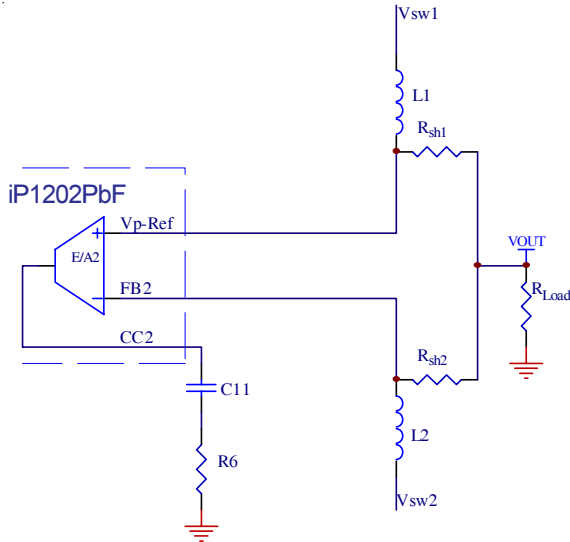 Vsw1
L1
Rsh1
iP1202PbF
Vp-Ref
E/A2
VOUT
FB2
RLoad
CC2
Rsh2
C11
L2
R6
Vsw2